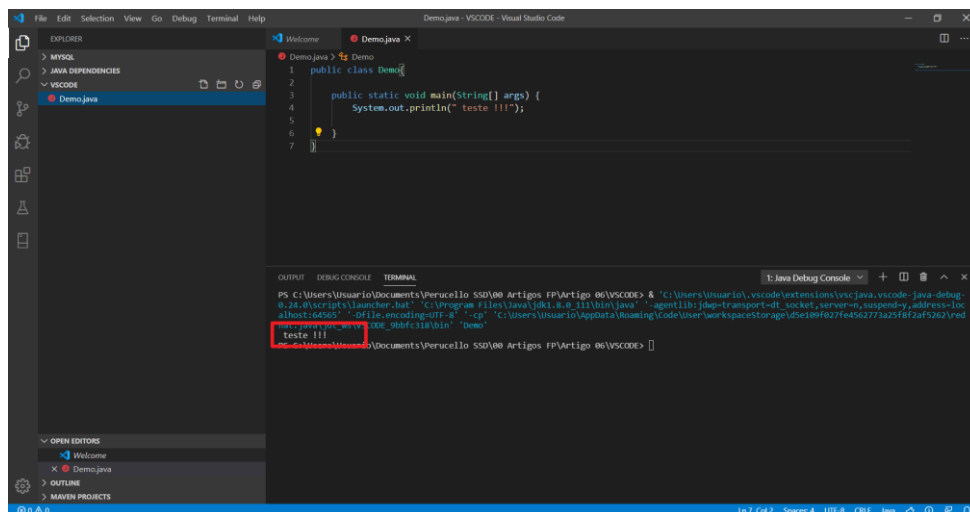 File Edit Selection View Go Debug Terminal Help
Demo.java - VSCODE - Visual Studio Code
EXPLORER
MYSQL
JAVA DEPENDENCIES
VSCODE
Demo.java
Welcome
Demo.java
Demo.java > Demo
1 public class Demo{
2
3 public static void main(String[] args) {
4 System.out.println(" teste !!!");
5
6 }
7 }
OUTPUT DEBUG CONSOLE TERMINAL
1: Java Debug Console
PS C:\Users\Usuario\Documents\Perucello SSD\00 Artigos FP\Artigo 06\VSCODE> & 'C:\Users\Usuario\.vscode\extensions\vscjava.vscode-java-debug-
0.24.0\scripts\launcher.bat' 'C:\Program Files\Java\jdk1.8.0_111\bin\java' '-agentlib:jdwp=transport=dt_socket,server=n,suspend=y,address=loc
alhost:64565' '-Dfile.encoding=UTF-8' '-cp' 'C:\Users\Usuario\AppData\Roaming\Code\User\workspaceStorage\d5e109f027fe4562773a25f8f2af5262\red
hat.java\jdt_ws\VSCODE_9bbfc318\bin' 'Demo'
teste !!!
PS C:\Users\Usuario\Documents\Perucello SSD\00 Artigos FP\Artigo 06\VSCODE>
OPEN EDITORS
Welcome
Demo.java
OUTLINE
MAVEN PROJECTS
0 0
Ln 7, Col 2 Spaces: 4 UTF-8 CRLF Java